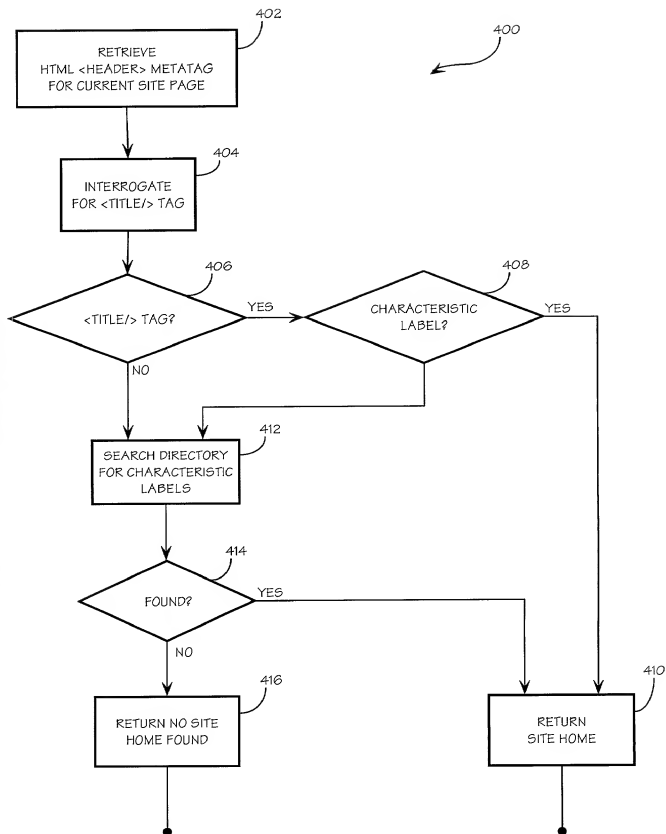 402
RETRIEVE
HTML <HEADER> METATAG
FOR CURRENT SITE PAGE
400
404
INTERROGATE
FOR <TITLE/> TAG
406
<TITLE/> TAG?
YES
408
CHARACTERISTIC
LABEL?
YES
NO
412
SEARCH DIRECTORY
FOR CHARACTERISTIC
LABELS
414
FOUND?
YES
NO
416
RETURN NO SITE
HOME FOUND
410
RETURN
SITE HOME